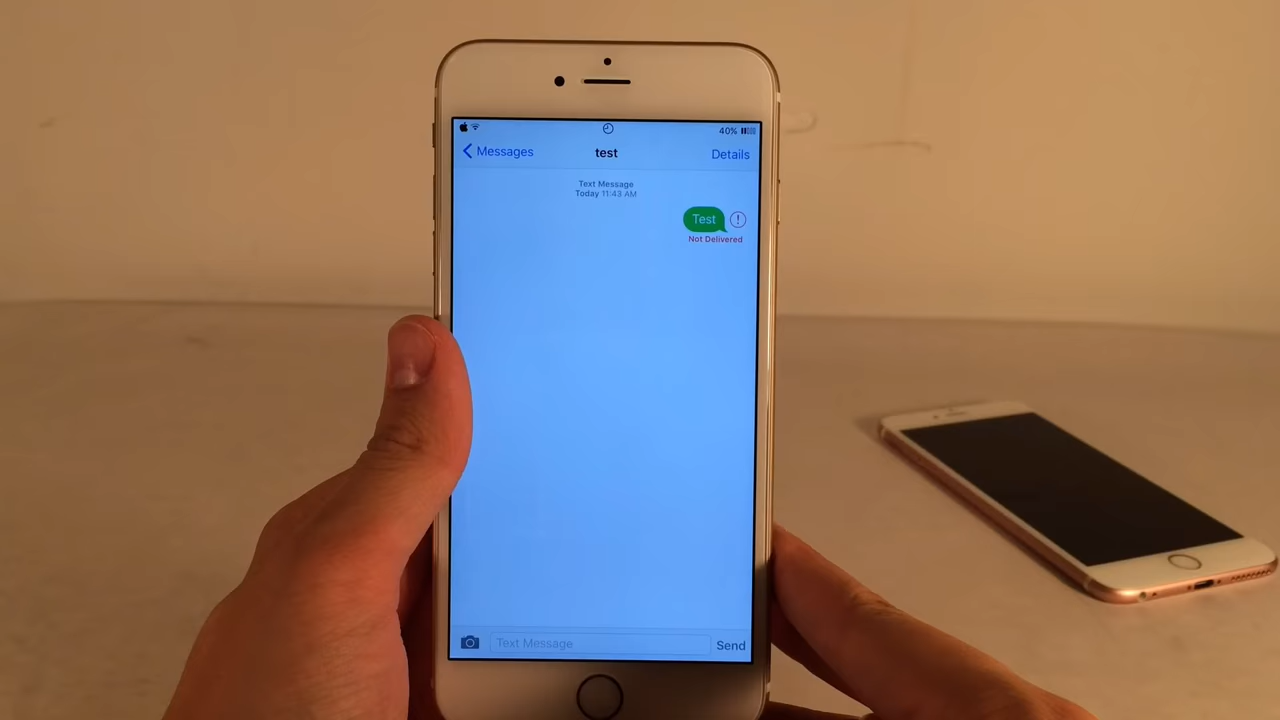 40%
Messages test Details
Text Message
Today 11:43 AM
Test !
Not Delivered
Text Message Send